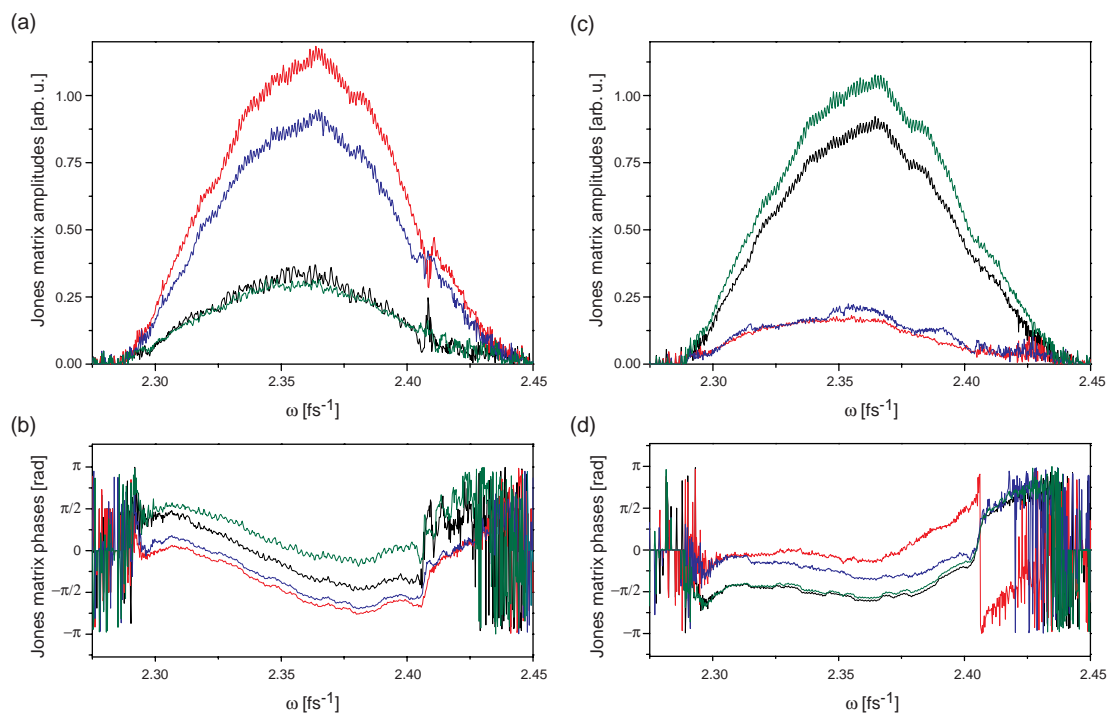 (a)
Jones matrix amplitudes [arb. u.]
1.00
0.75
0.50
0.25
0.00
2.30
2.35
2.40
2.45
ω [fs⁻¹]
(c)
Jones matrix amplitudes [arb. u.]
1.00
0.75
0.50
0.25
0.00
2.30
2.35
2.40
2.45
ω [fs⁻¹]
(b)
Jones matrix phases [rad]
π
π/2
0
−π/2
−π
2.30
2.35
2.40
2.45
ω [fs⁻¹]
(d)
Jones matrix phases [rad]
π
π/2
0
−π/2
−π
2.30
2.35
2.40
2.45
ω [fs⁻¹]